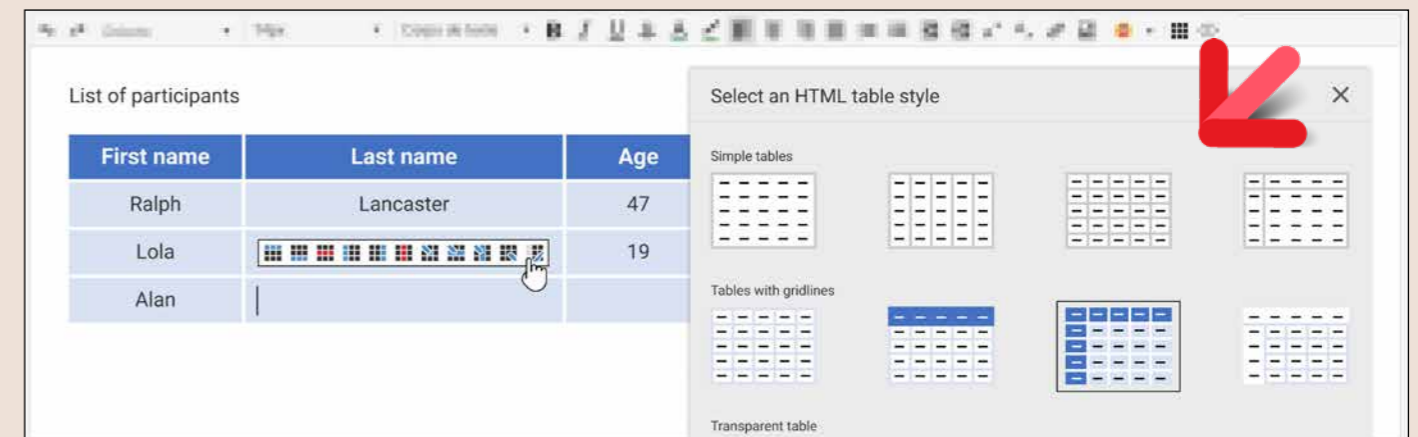 List of participants
First name Last name Age
Ralph Lancaster 47
Lola 19
Alan
Select an HTML table style
Simple tables
Tables with gridlines
Transparent table